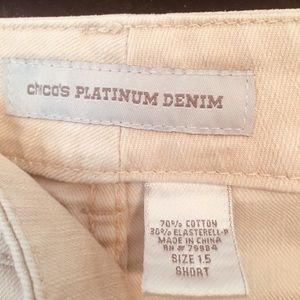 chico's PLATINUM DENIM
70% COTTON
30% ELASTERELL-P
MADE IN CHINA
RN # 79984
SIZE 1.5
SHORT